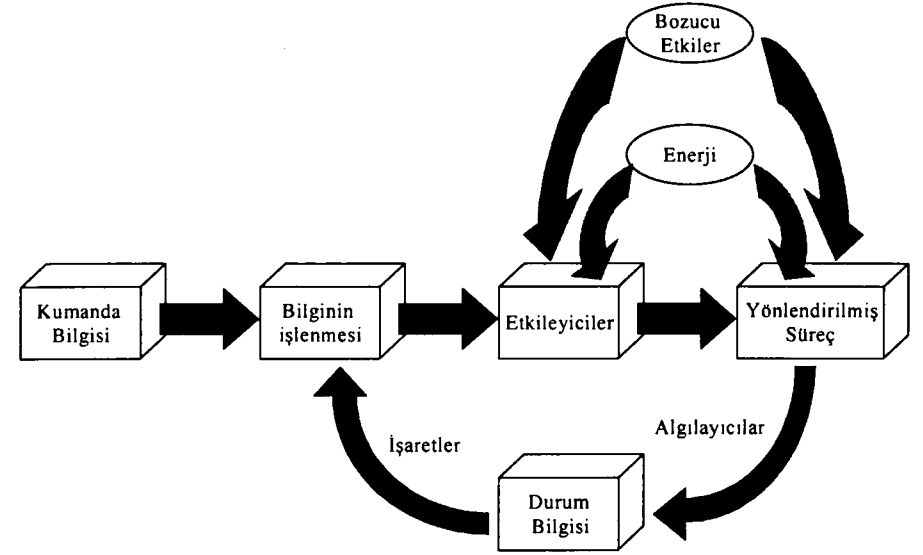 Bozucu
Etkiler
Enerji
Kumanda
Bilgisi
Bilginin
işlenmesi
Etkileyiciler
Yönlendirilmiş
Süreç
İşaretler
Algılayıcılar
Durum
Bilgisi